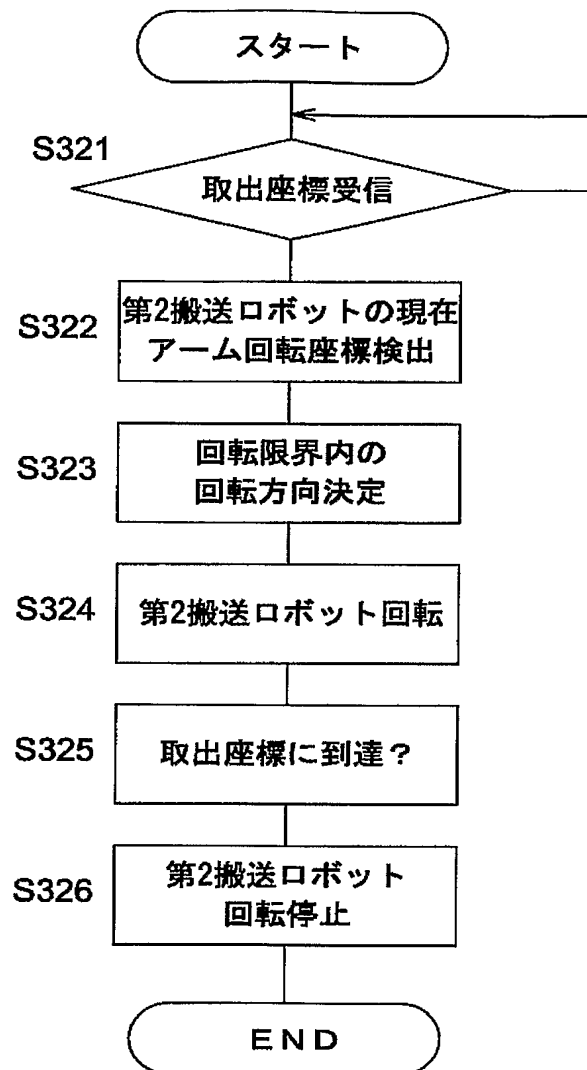 スタート
S321
取出座標受信
S322
第2搬送ロボットの現在
アーム回転座標検出
S323
回転限界内の
回転方向決定
S324
第2搬送ロボット回転
S325
取出座標に到達？
S326
第2搬送ロボット
回転停止
END